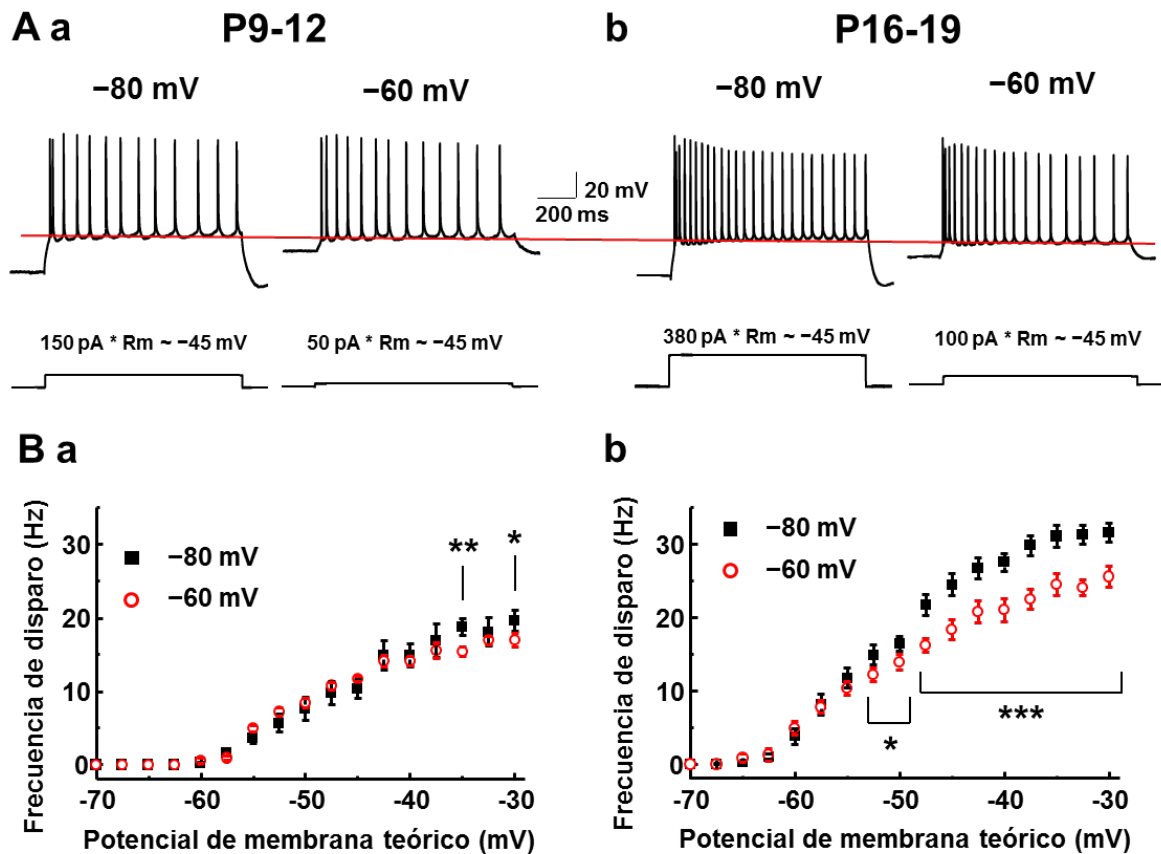 A a P9-12
b P16-19
−80 mV
−60 mV
−80 mV
−60 mV
20 mV
200 ms
150 pA * Rm ~ −45 mV
50 pA * Rm ~ −45 mV
380 pA * Rm ~ −45 mV
100 pA * Rm ~ −45 mV
B a
Frecuencia de disparo (Hz)
30
20
10
0
−80 mV
−60 mV
**
*
-70
-60
-50
-40
-30
Potencial de membrana teórico (mV)
b
Frecuencia de disparo (Hz)
30
20
10
0
−80 mV
−60 mV
*
***
-70
-60
-50
-40
-30
Potencial de membrana teórico (mV)